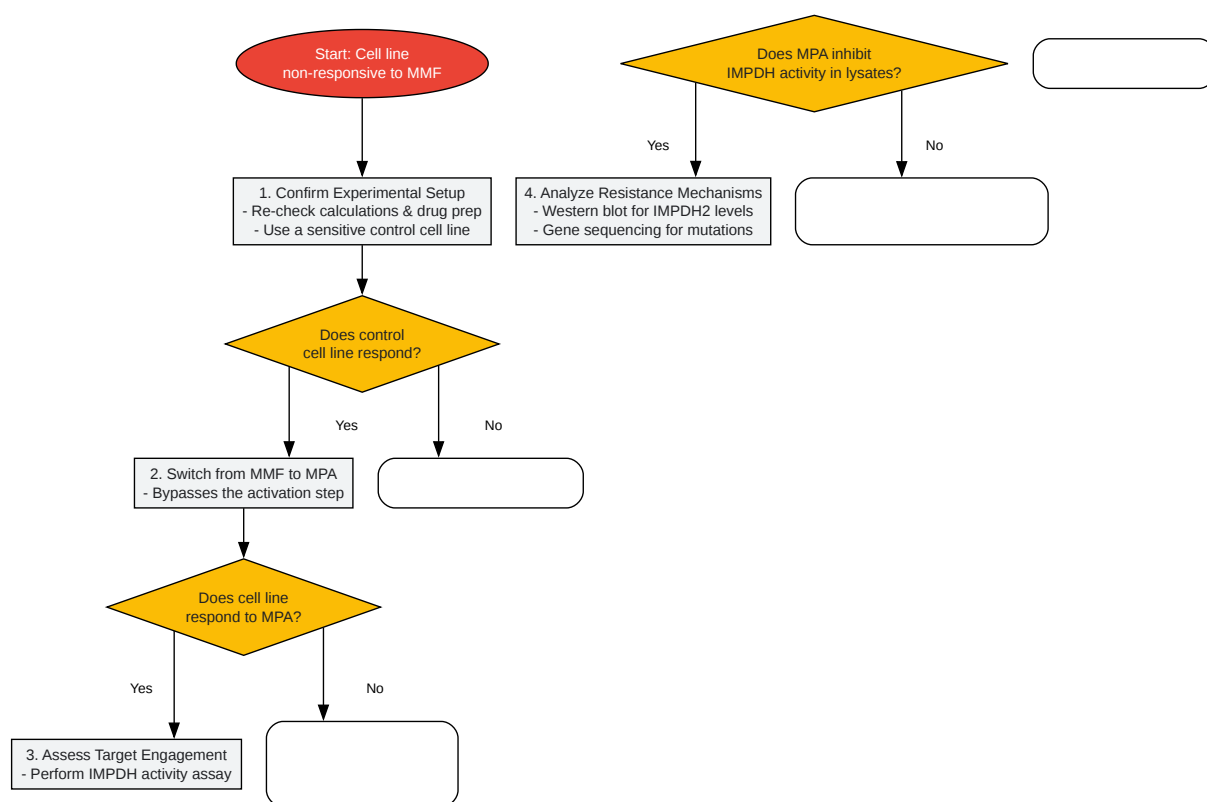 Start: Cell line
non-responsive to MMF
Does MPA inhibit
IMPDH activity in lysates?
Yes
No
1. Confirm Experimental Setup
- Re-check calculations & drug prep
- Use a sensitive control cell line
4. Analyze Resistance Mechanisms
- Western blot for IMPDH2 levels
- Gene sequencing for mutations
Does control
cell line respond?
Yes
No
2. Switch from MMF to MPA
- Bypasses the activation step
Does cell line
respond to MPA?
Yes
No
3. Assess Target Engagement
- Perform IMPDH activity assay